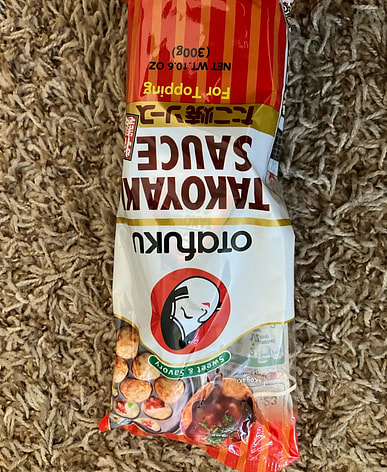 Sweet & Savory
Otafuku
TAKOYAKI
SAUCE
たこ焼ソース
For Topping
NET WT. 10.6 OZ
(300g)